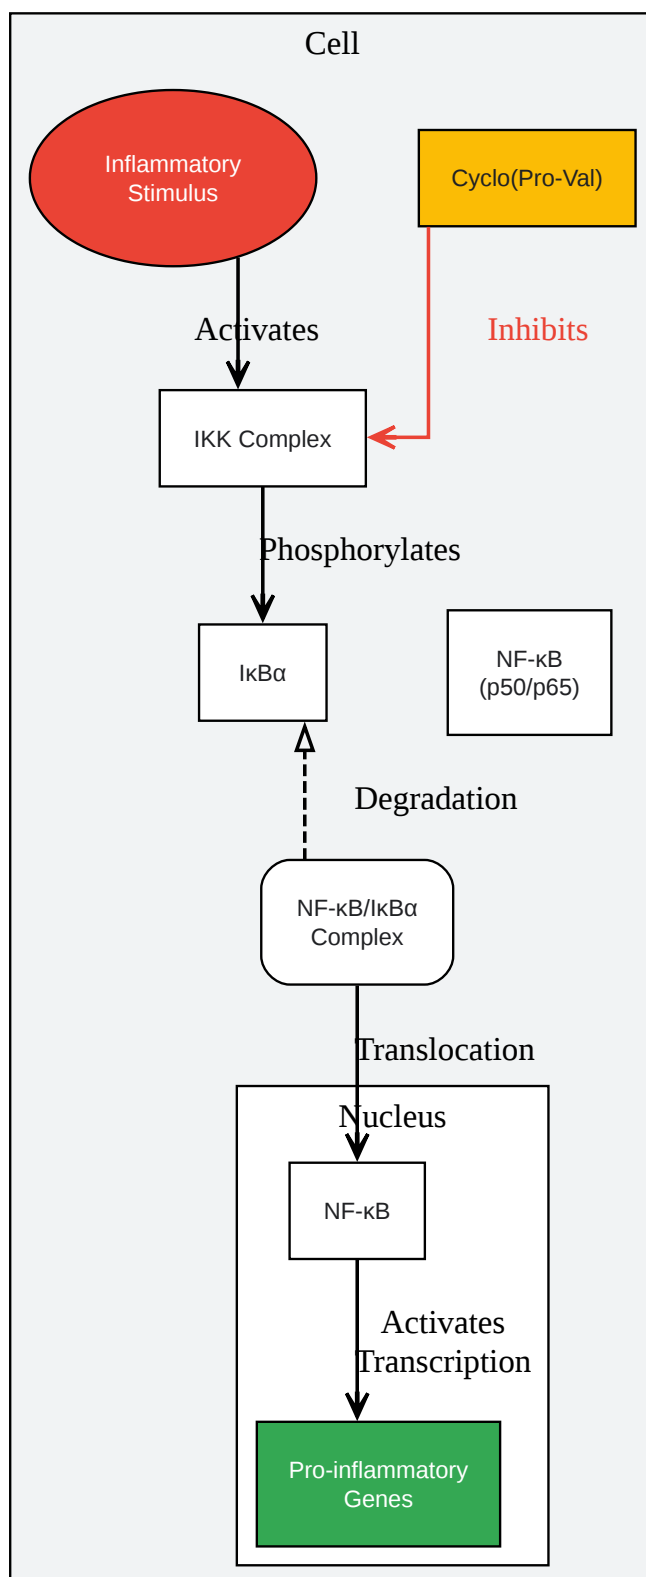 Cell
Inflammatory
Stimulus
Cyclo(Pro-Val)
Activates
Inhibits
IKK Complex
Phosphorylates
IκBα
NF-κB
(p50/p65)
Degradation
NF-κB/IκBα
Complex
Translocation
Nucleus
NF-κB
Activates
Transcription
Pro-inflammatory
Genes